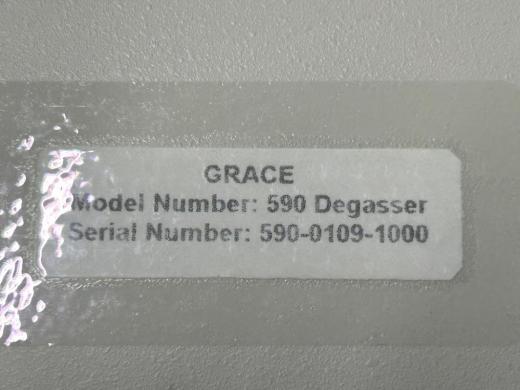 GRACE
Model Number: 590 Degasser
Serial Number: 590-0109-1000